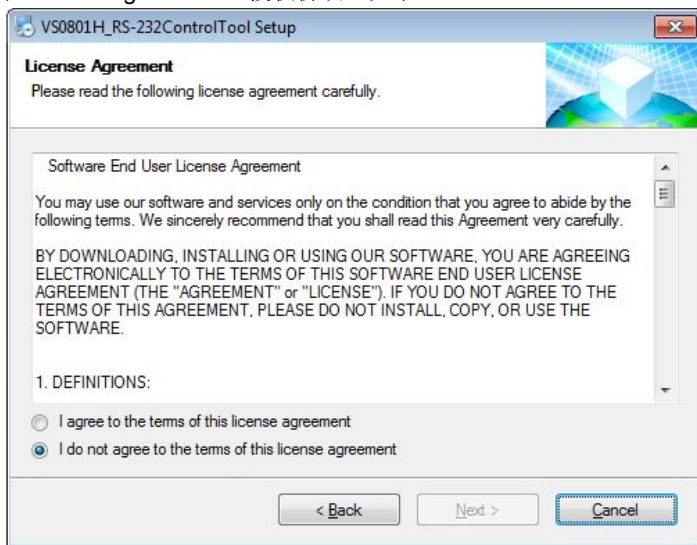 VS0801H_RS-232ControlTool Setup
License Agreement
Please read the following license agreement carefully.
Software End User License Agreement
You may use our software and services only on the condition that you agree to abide by the
following terms. We sincerely recommend that you shall read this Agreement very carefully.
BY DOWNLOADING, INSTALLING OR USING OUR SOFTWARE, YOU ARE AGREEING
ELECTRONICALLY TO THE TERMS OF THIS SOFTWARE END USER LICENSE
AGREEMENT (THE "AGREEMENT" or "LICENSE"). IF YOU DO NOT AGREE TO THE
TERMS OF THIS AGREEMENT, PLEASE DO NOT INSTALL, COPY, OR USE THE
SOFTWARE.
1. DEFINITIONS:
I agree to the terms of this license agreement
I do not agree to the terms of this license agreement
< Back
Next >
Cancel